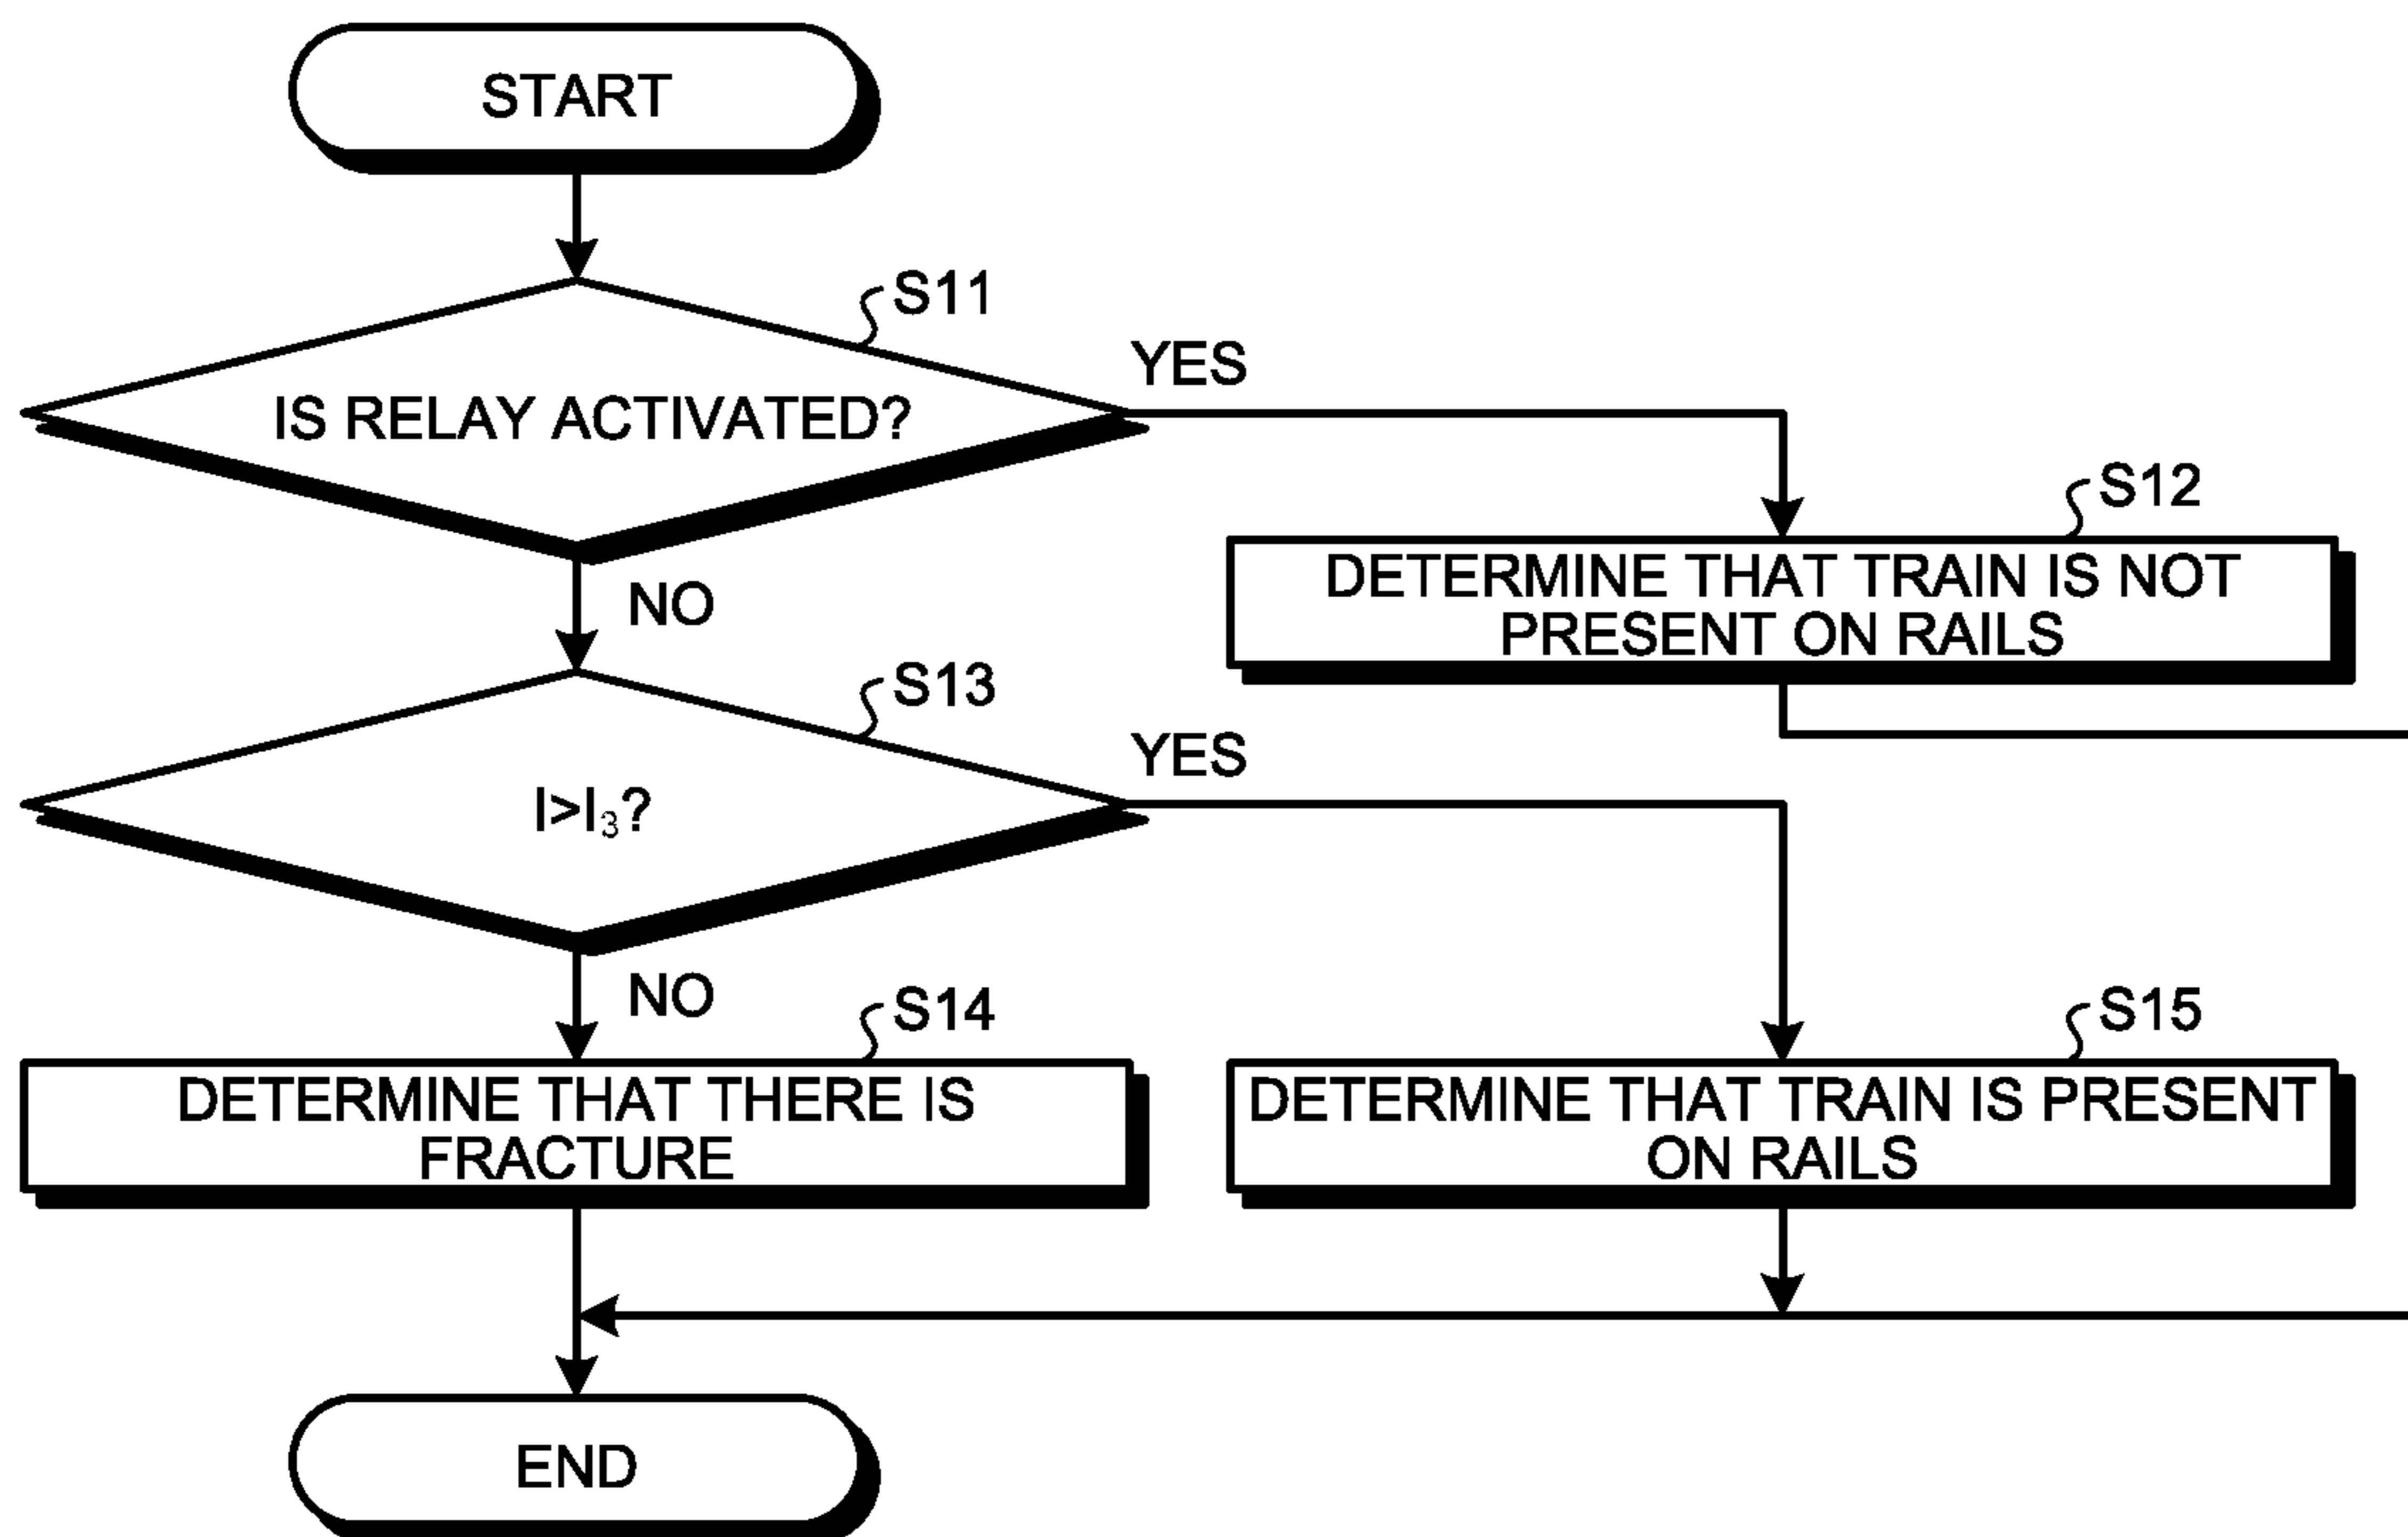 START
S11
IS RELAY ACTIVATED?
YES
S12
DETERMINE THAT TRAIN IS NOT
PRESENT ON RAILS
NO
S13
I>I₃?
YES
NO
S14
DETERMINE THAT THERE IS
FRACTURE
S15
DETERMINE THAT TRAIN IS PRESENT
ON RAILS
END